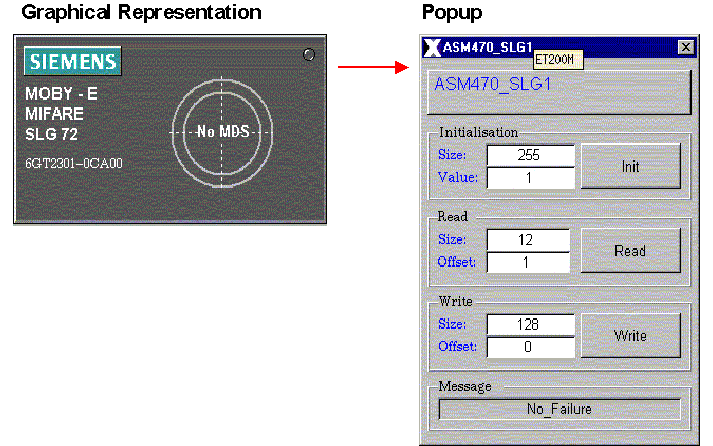 Graphical Representation
Popup
SIEMENS
MOBY - E
MIFARE
SLG 72
6GT2301-0CA00
No MDS
ASM470_SLG1
ET200M
ASM470_SLG1
Initialisation
Size: 255
Value: 1
Init
Read
Size: 12
Offset: 1
Read
Write
Size: 128
Offset: 0
Write
Message
No_Failure